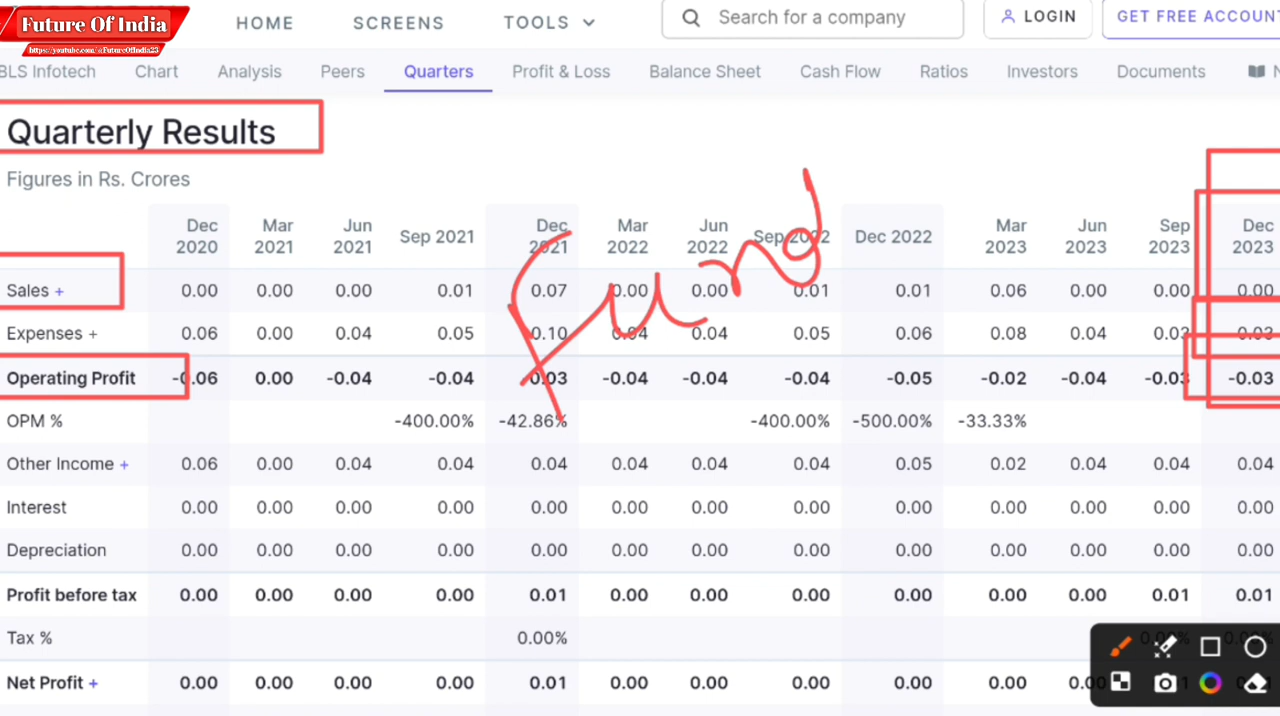 Future Of India
https://youtube.com/@FutureOfIndia23
HOME SCREENS TOOLS Search for a company LOGIN GET FREE ACCOUNT
BLS Infotech Chart Analysis Peers Quarters Profit & Loss Balance Sheet Cash Flow Ratios Investors Documents N
Quarterly Results
Figures in Rs. Crores
Dec 2020 Mar 2021 Jun 2021 Sep 2021 Dec 2021 Mar 2022 Jun 2022 Sep 2022 Dec 2022 Mar 2023 Jun 2023 Sep 2023 Dec 2023
Fund
Sales + 0.00 0.00 0.00 0.01 0.07 0.00 0.00 0.01 0.01 0.06 0.00 0.00 0.00
Expenses + 0.06 0.00 0.04 0.05 0.10 0.04 0.04 0.05 0.06 0.08 0.04 0.03 0.03
Operating Profit -0.06 0.00 -0.04 -0.04 0.03 -0.04 -0.04 -0.04 -0.05 -0.02 -0.04 -0.03 -0.03
OPM % -400.00% -42.86% -400.00% -500.00% -33.33%
Other Income + 0.06 0.00 0.04 0.04 0.04 0.04 0.04 0.04 0.05 0.02 0.04 0.04 0.04
Interest 0.00 0.00 0.00 0.00 0.00 0.00 0.00 0.00 0.00 0.00 0.00 0.00 0.00
Depreciation 0.00 0.00 0.00 0.00 0.00 0.00 0.00 0.00 0.00 0.00 0.00 0.00 0.00
Profit before tax 0.00 0.00 0.00 0.00 0.01 0.00 0.00 0.00 0.00 0.00 0.00 0.01 0.01
Tax % 0.00%
Net Profit + 0.00 0.00 0.00 0.00 0.01 0.00 0.00 0.00 0.00 0.00